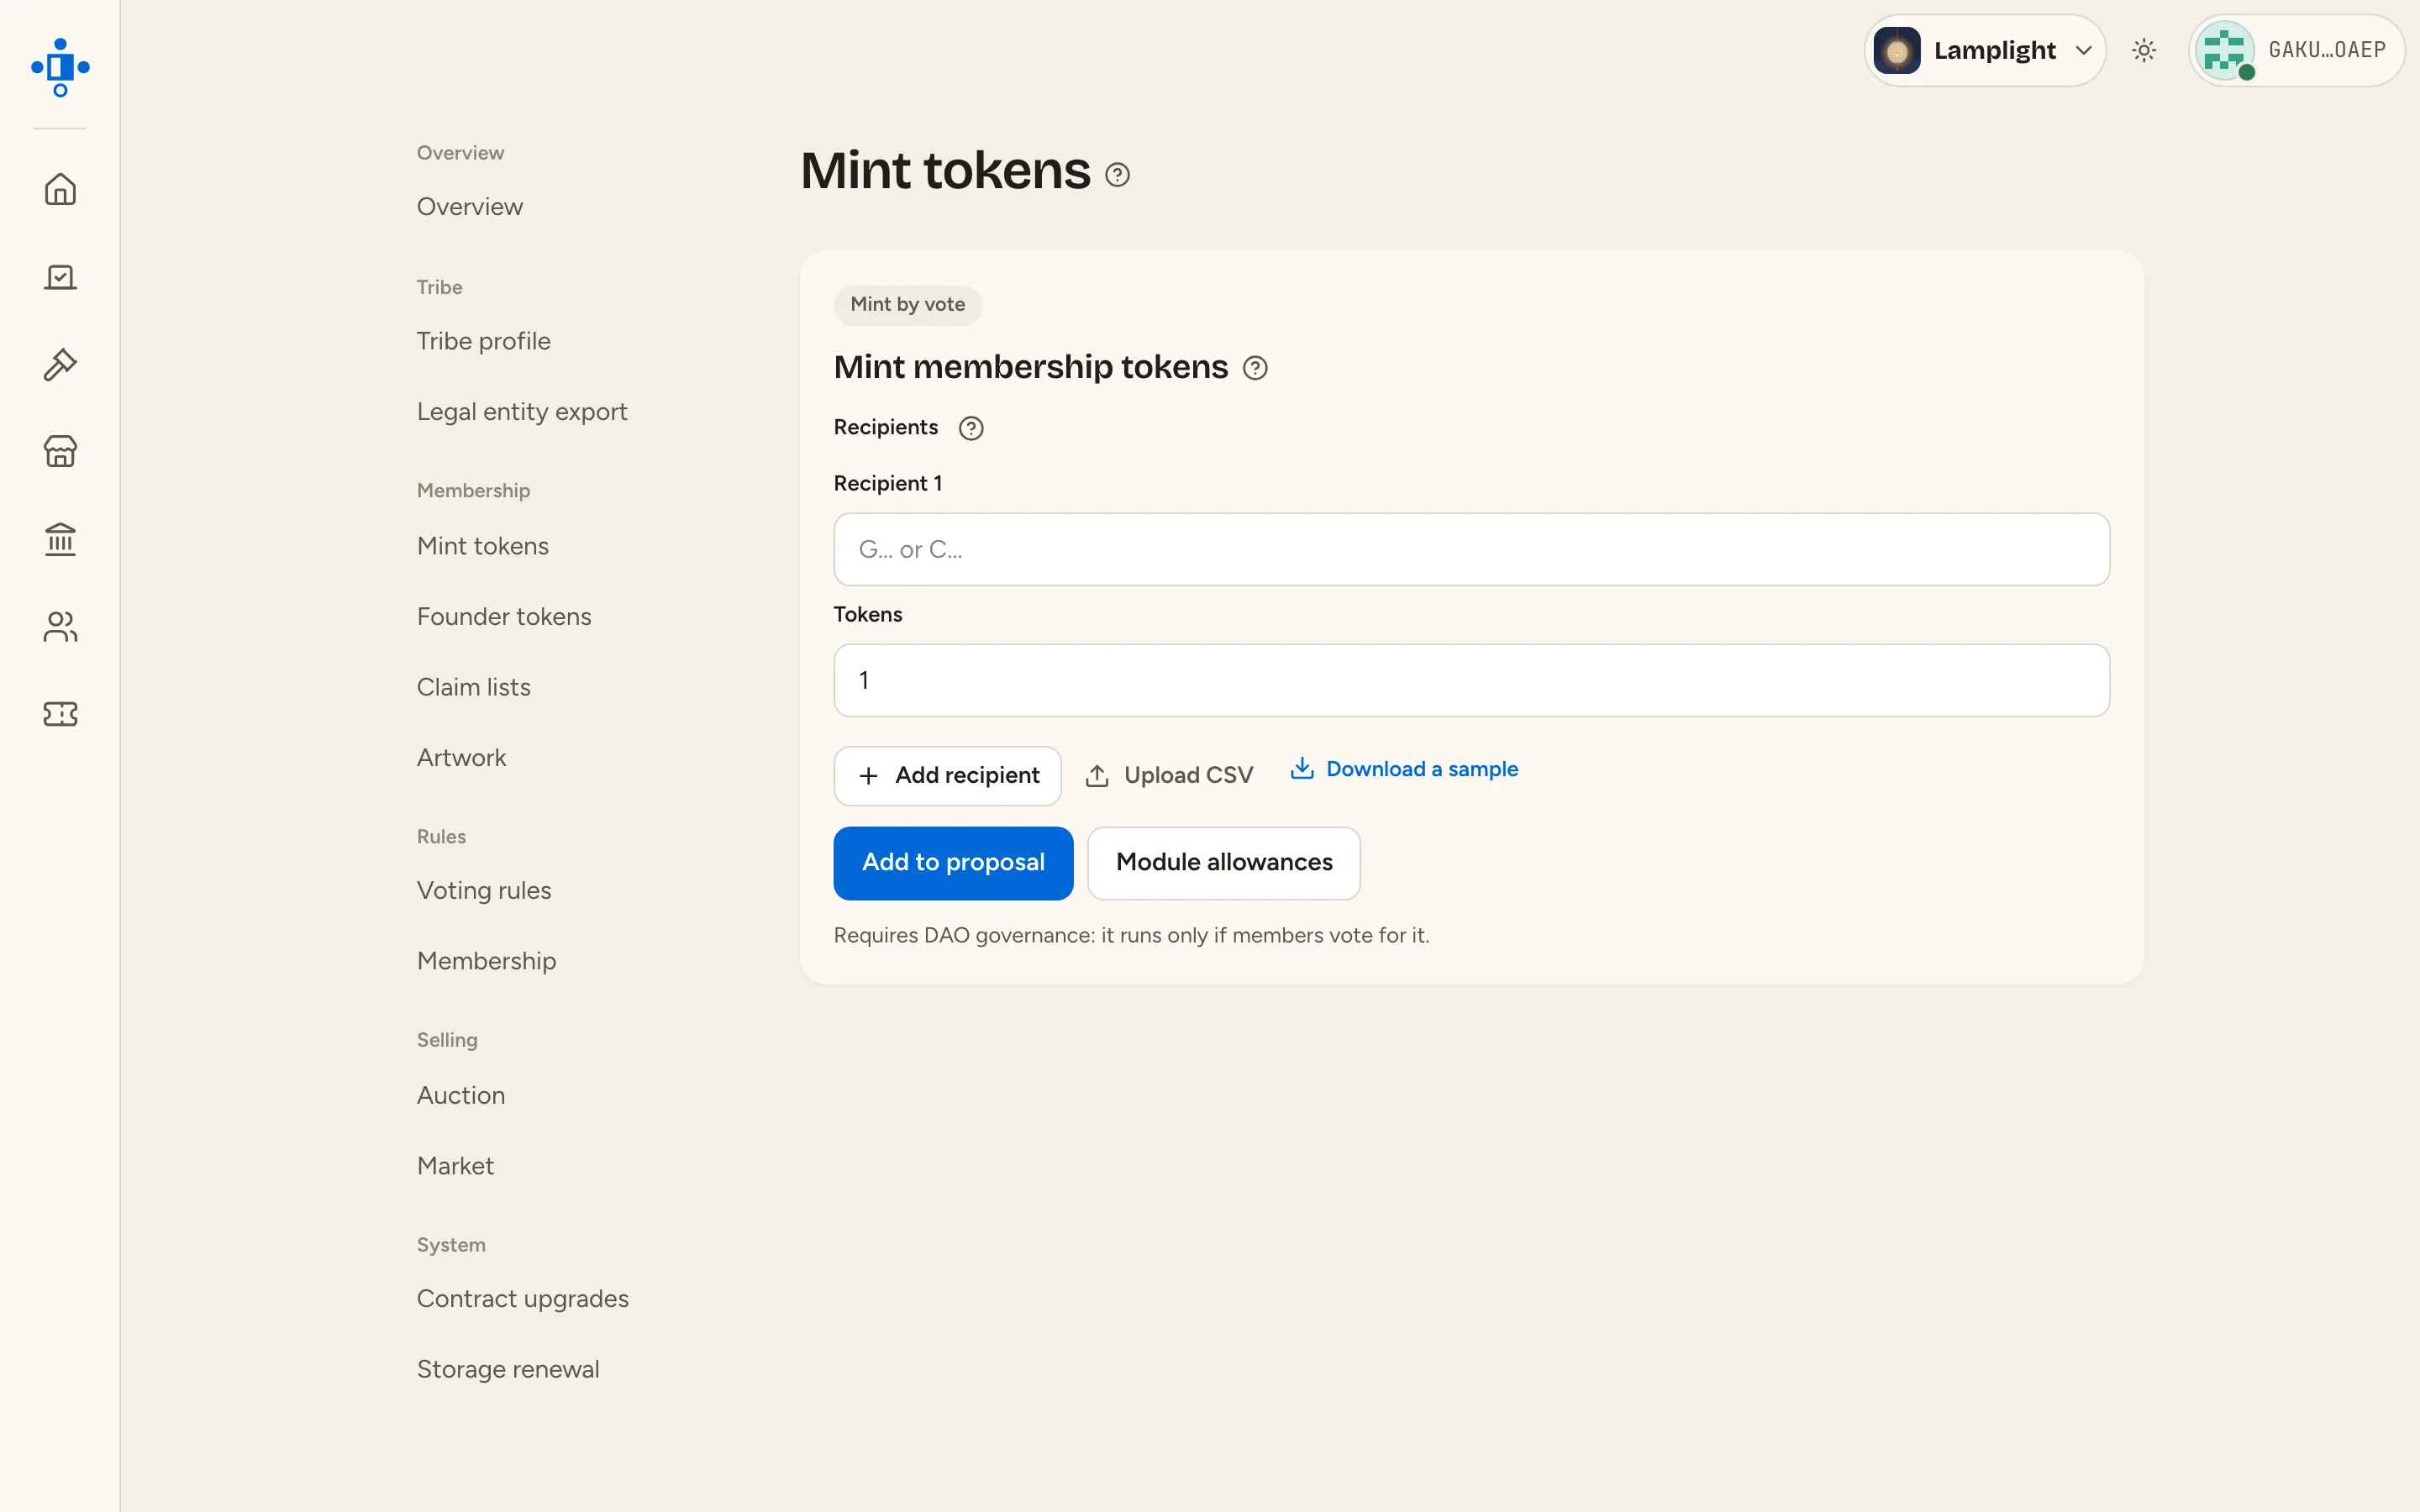 Lamplight
GAKU...OAEP
Overview
Overview
Tribe
Tribe profile
Legal entity export
Membership
Mint tokens
Founder tokens
Claim lists
Artwork
Rules
Voting rules
Membership
Selling
Auction
Market
System
Contract upgrades
Storage renewal
Mint tokens
Mint by vote
Mint membership tokens
Recipients
Recipient 1
G... or C...
Tokens
1
Add recipient
Upload CSV
Download a sample
Add to proposal
Module allowances
Requires DAO governance: it runs only if members vote for it.